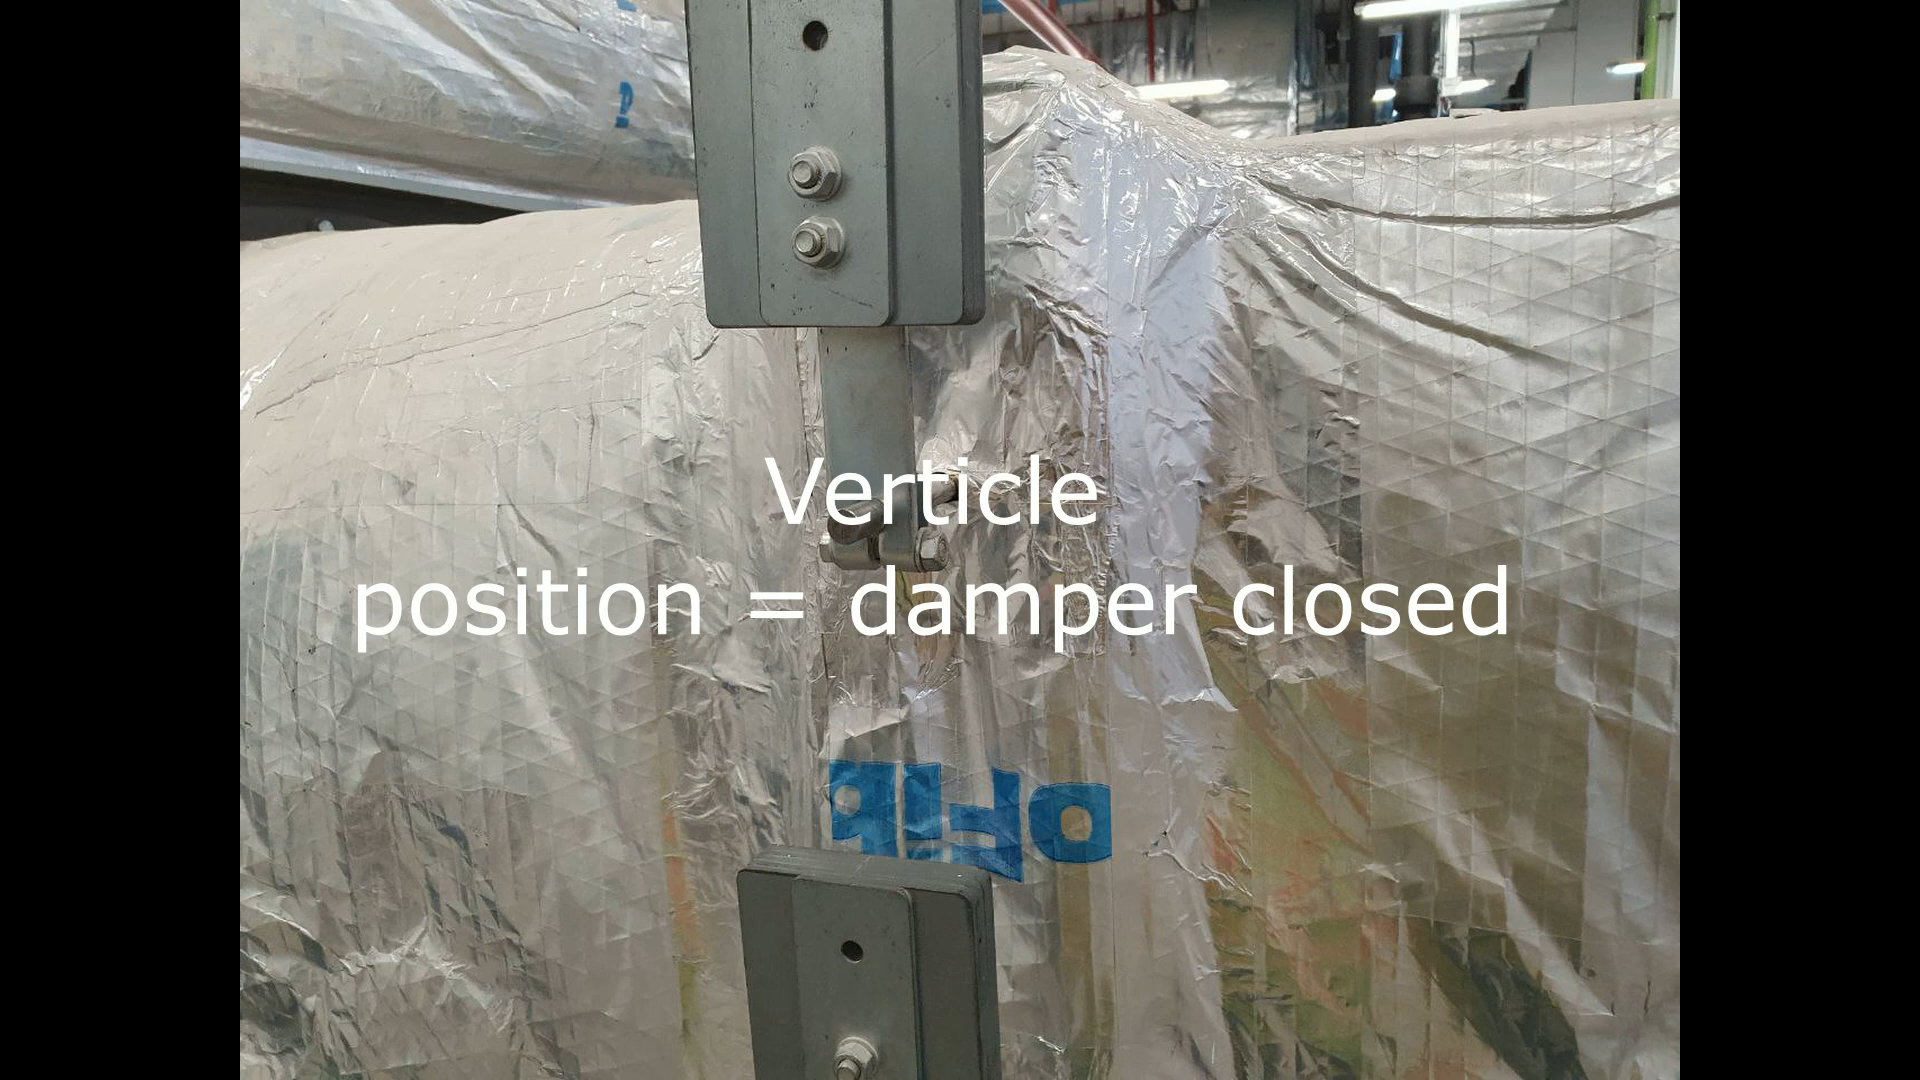 Verticle
position = damper closed